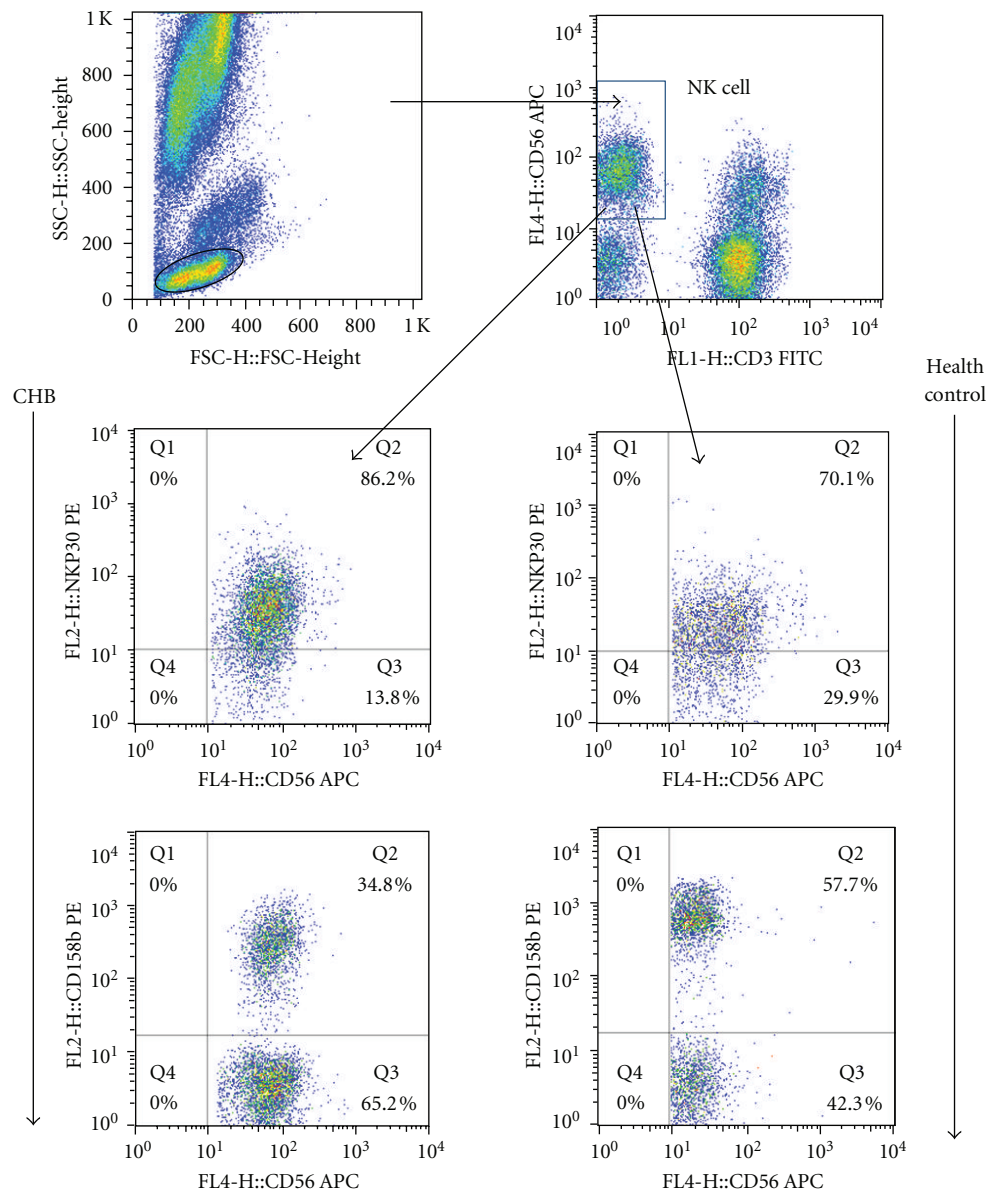 1 K
800
600
400
200
0
SSC-H::SSC-height
0 200 400 600 800 1 K
FSC-H::FSC-Height
10⁴
10³
10²
10¹
10⁰
FL4-H::CD56 APC
NK cell
10⁰ 10¹ 10² 10³ 10⁴
FL1-H::CD3 FITC
CHB
Health
control
10⁴
10³
10²
10¹
10⁰
FL2-H::NKP30 PE
Q1 Q2
0% 86.2%
Q4 Q3
0% 13.8%
10⁰ 10¹ 10² 10³ 10⁴
FL4-H::CD56 APC
10⁴
10³
10²
10¹
10⁰
FL2-H::NKP30 PE
Q1 Q2
0% 70.1%
Q4 Q3
0% 29.9%
10⁰ 10¹ 10² 10³ 10⁴
FL4-H::CD56 APC
10⁴
10³
10²
10¹
10⁰
FL2-H::CD158b PE
Q1 Q2
0% 34.8%
Q4 Q3
0% 65.2%
10⁰ 10¹ 10² 10³ 10⁴
FL4-H::CD56 APC
10⁴
10³
10²
10¹
10⁰
FL2-H::CD158b PE
Q1 Q2
0% 57.7%
Q4 Q3
0% 42.3%
10⁰ 10¹ 10² 10³ 10⁴
FL4-H::CD56 APC